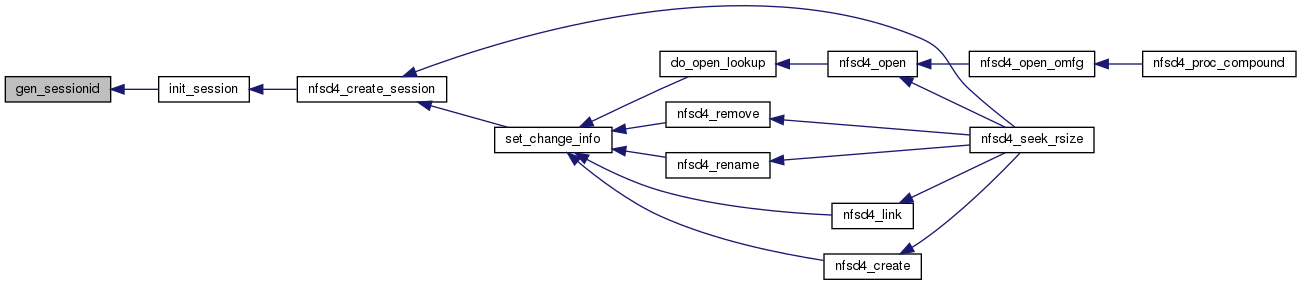 gen_sessionid
init_session
nfsd4_create_session
set_change_info
do_open_lookup
nfsd4_open
nfsd4_open_omfg
nfsd4_proc_compound
nfsd4_remove
nfsd4_seek_rsize
nfsd4_rename
nfsd4_link
nfsd4_create